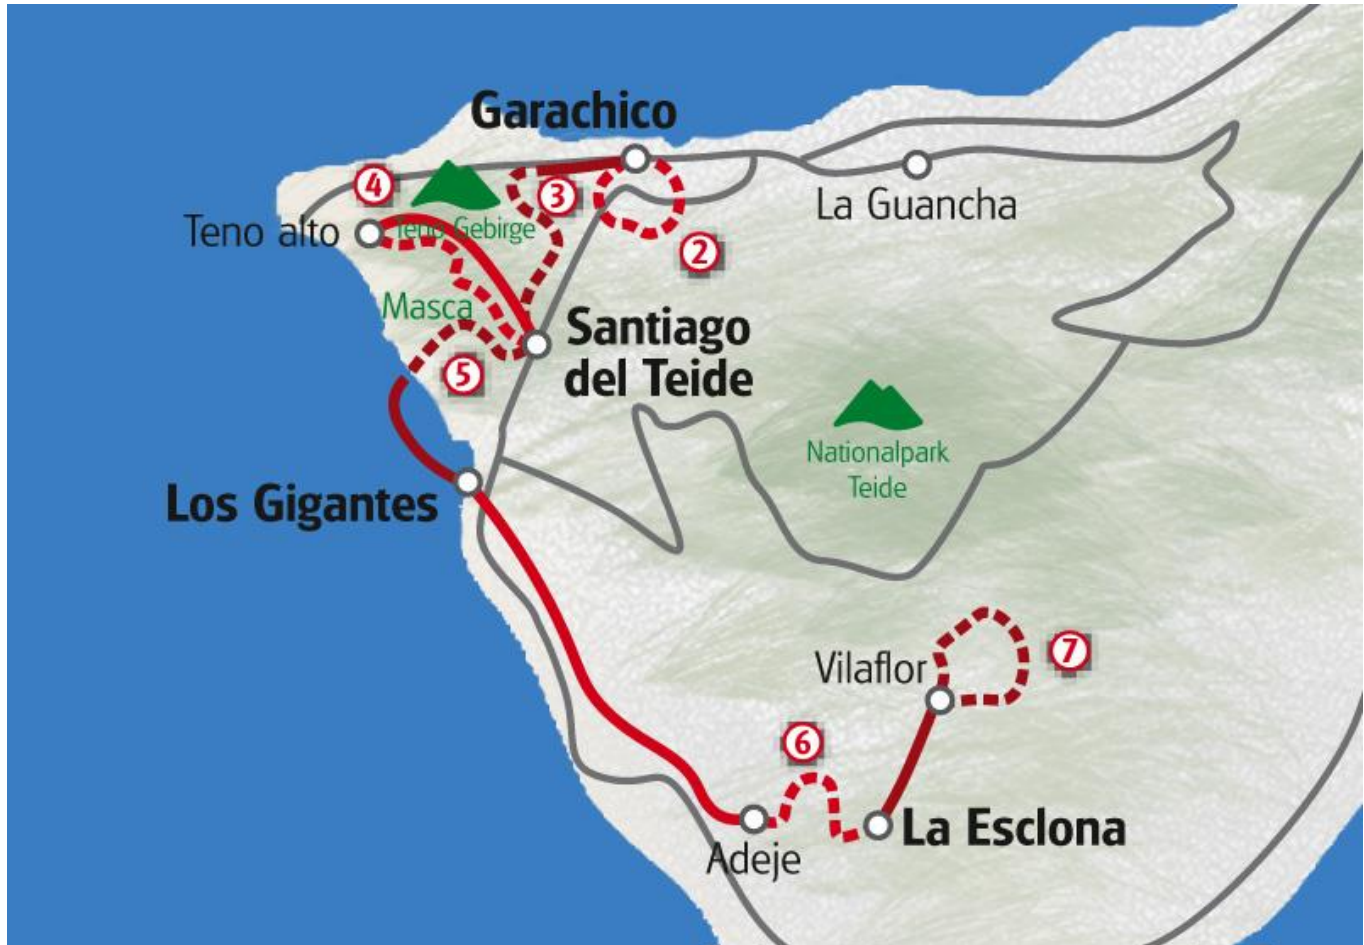 Garachico
4
3
Teno alto
Teno Gebirge
La Guancha
2
Masca
Santiago
del Teide
5
Nationalpark
Teide
Los Gigantes
Vilaflor
7
6
La Esclona
Adeje